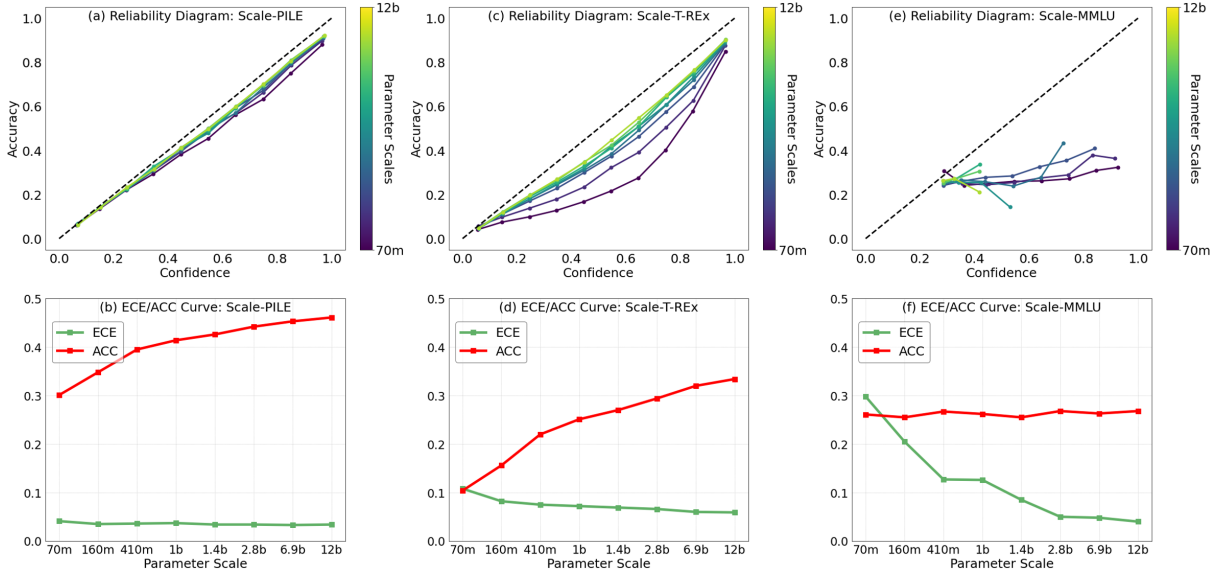 (a) Reliability Diagram: Scale-PILE
1.0
0.8
0.6
0.4
0.2
0.0
Accuracy
0.0 0.2 0.4 0.6 0.8 1.0
Confidence
12b
70m
Parameter Scales
(c) Reliability Diagram: Scale-T-REx
1.0
0.8
0.6
0.4
0.2
0.0
Accuracy
0.0 0.2 0.4 0.6 0.8 1.0
Confidence
12b
70m
Parameter Scales
(e) Reliability Diagram: Scale-MMLU
1.0
0.8
0.6
0.4
0.2
0.0
Accuracy
0.0 0.2 0.4 0.6 0.8 1.0
Confidence
12b
70m
Parameter Scales
(b) ECE/ACC Curve: Scale-PILE
ECE
ACC
0.5
0.4
0.3
0.2
0.1
0.0
70m 160m 410m 1b 1.4b 2.8b 6.9b 12b
Parameter Scale
(d) ECE/ACC Curve: Scale-T-REx
ECE
ACC
0.5
0.4
0.3
0.2
0.1
0.0
70m 160m 410m 1b 1.4b 2.8b 6.9b 12b
Parameter Scale
(f) ECE/ACC Curve: Scale-MMLU
ECE
ACC
0.5
0.4
0.3
0.2
0.1
0.0
70m 160m 410m 1b 1.4b 2.8b 6.9b 12b
Parameter Scale